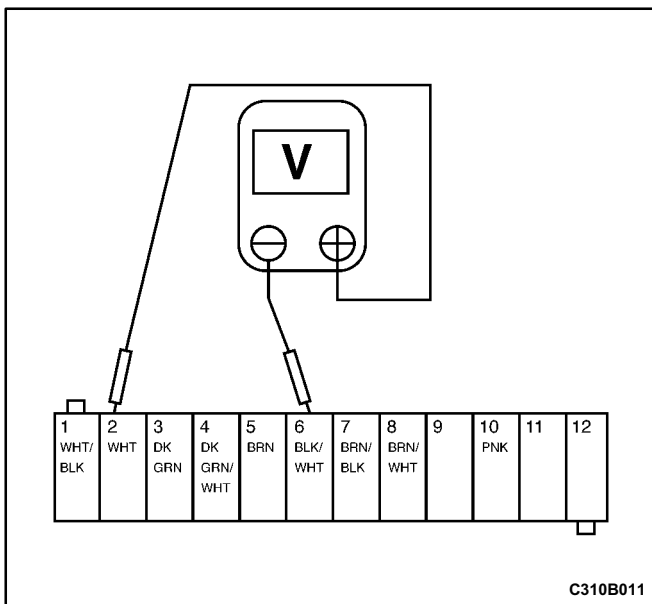 V
1 2 3 4 5 6 7 8 9 10 11 12
WHT/ WHT DK DK BRN BLK/ BRN/ BRN/ PNK
BLK GRN GRN/ WHT BLK WHT
WHT
C310B011